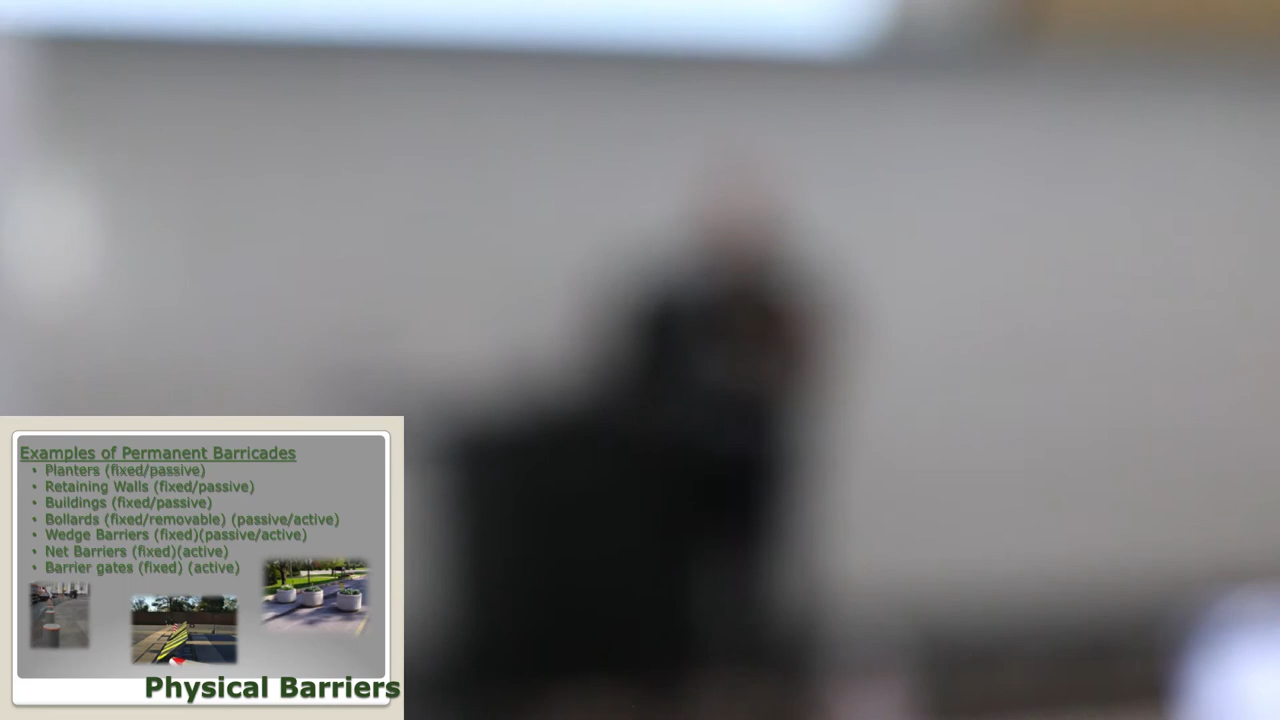 Examples of Permanent Barricades
• Planters (fixed/passive)
• Retaining Walls (fixed/passive)
• Buildings (fixed/passive)
• Bollards (fixed/removable) (passive/active)
• Wedge Barriers (fixed)(passive/active)
• Net Barriers (fixed)(active)
• Barrier gates (fixed) (active)
Physical Barriers